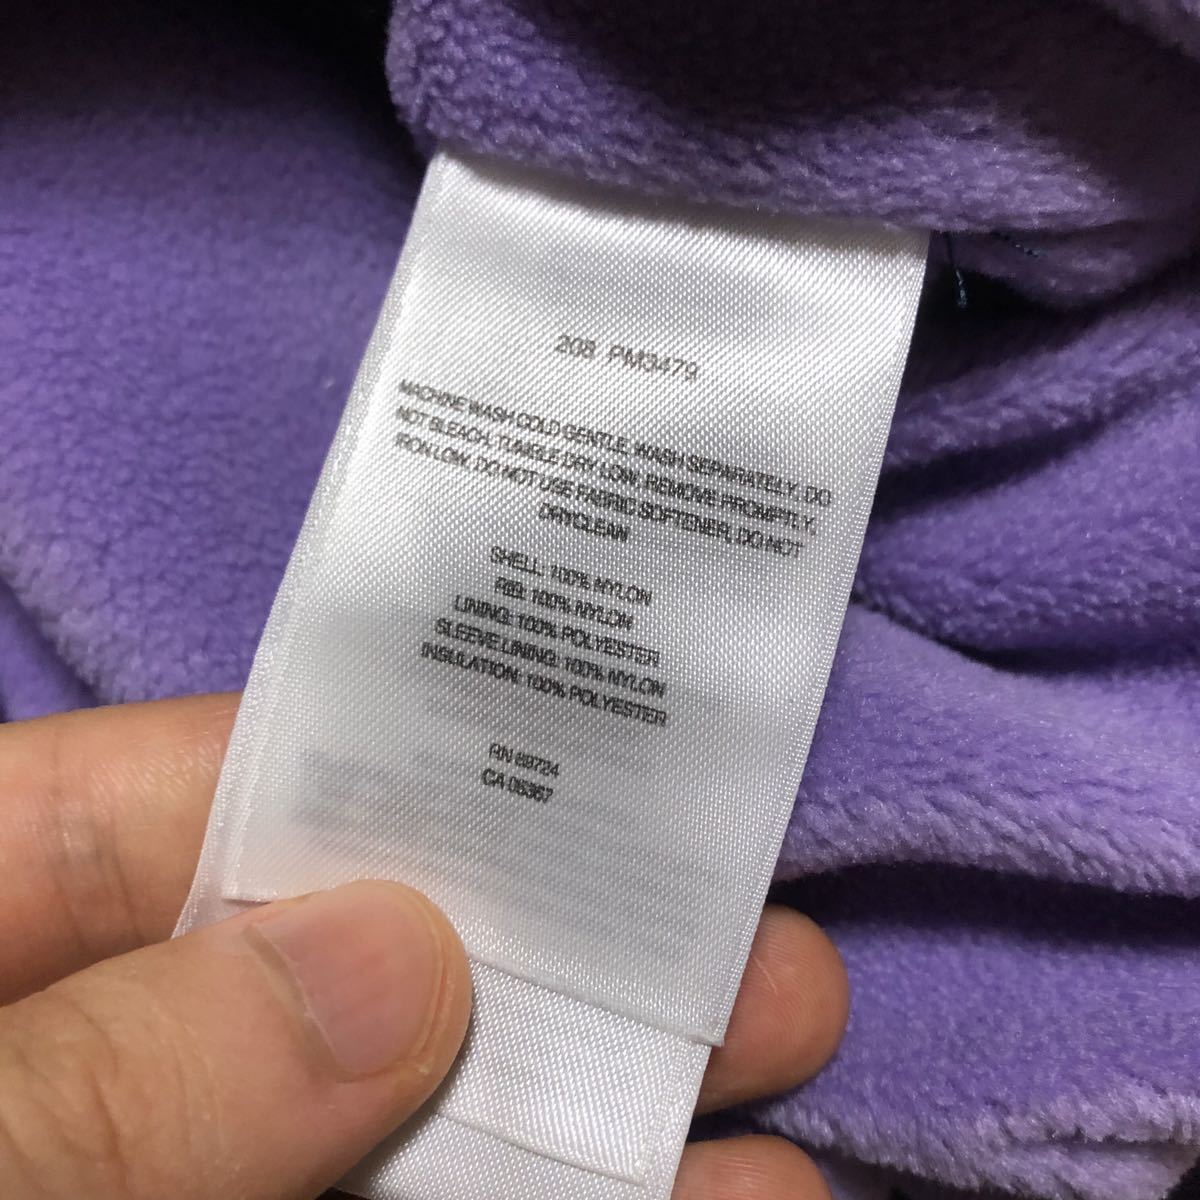 208 PM3479
MACHINE WASH COLD GENTLE. WASH SEPARATELY. DO
NOT BLEACH. TUMBLE DRY LOW. REMOVE PROMPTLY.
IRON LOW. DO NOT USE FABRIC SOFTENER, DO NOT
DRYCLEAN
SHELL: 100% NYLON
RIB: 100% NYLON
LINING: 100% POLYESTER
SLEEVE LINING: 100% NYLON
INSULATION: 100% POLYESTER
RN 69724
CA 05367